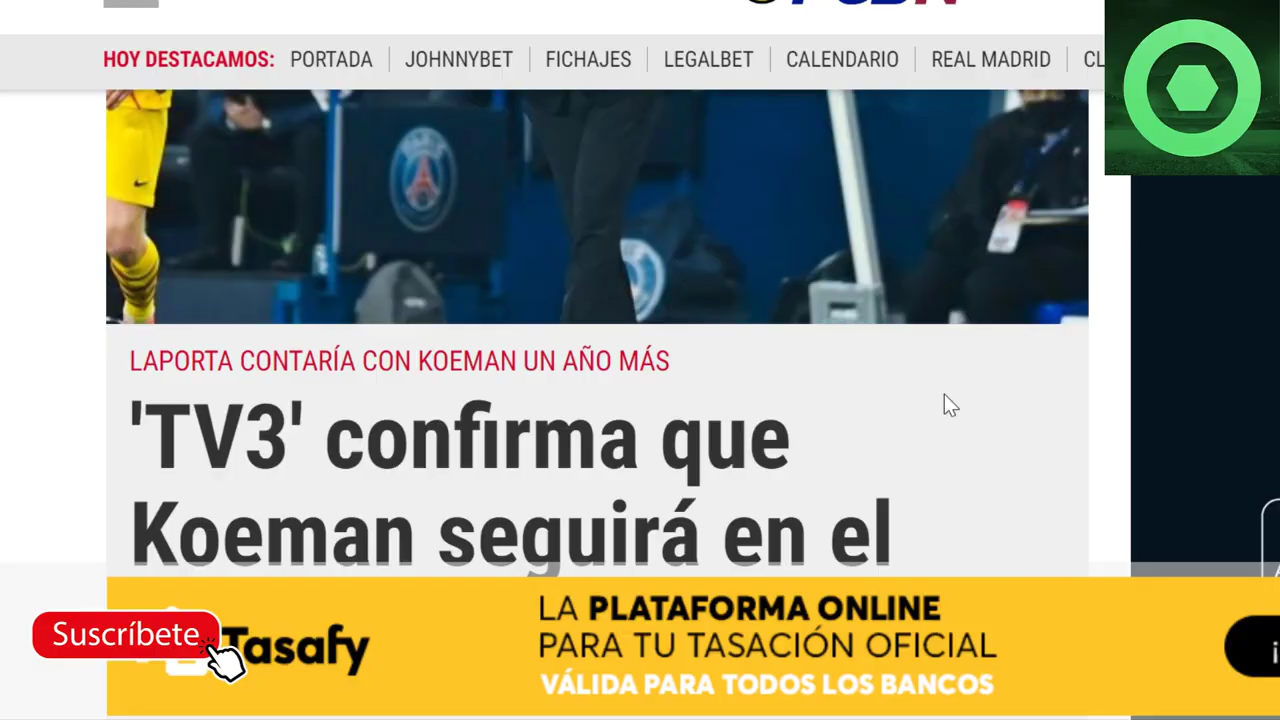 HOY DESTACAMOS: PORTADA JOHNNYBET FICHAJES LEGALBET CALENDARIO REAL MADRID
PARIS
LAPORTA CONTARÍA CON KOEMAN UN AÑO MÁS
'TV3' confirma que
Koeman seguirá en el
LA PLATAFORMA ONLINE
PARA TU TASACIÓN OFICIAL
VÁLIDA PARA TODOS LOS BANCOS
Suscríbete
Tasafy